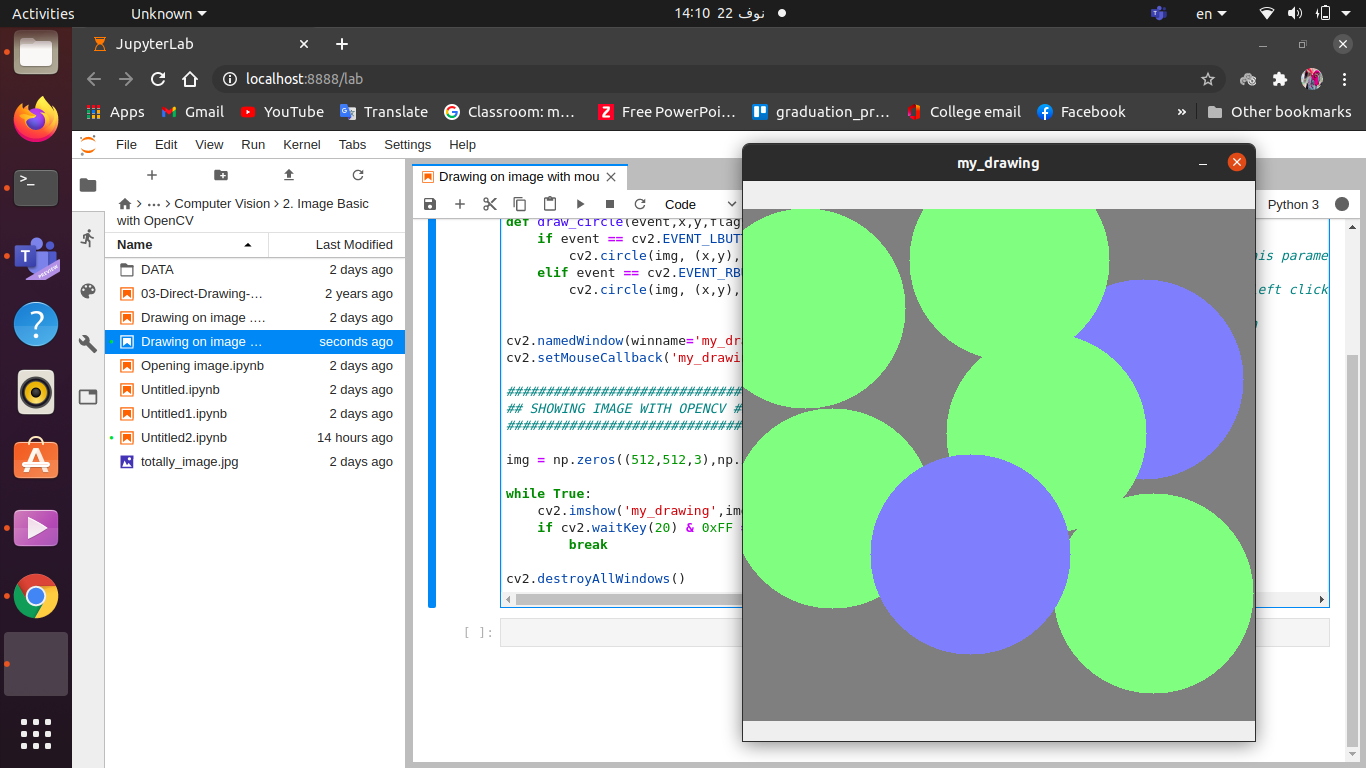 Activities
Unknown
14:10 22 نوف
en
JupyterLab
localhost:8888/lab
Apps
Gmail
YouTube
Translate
Classroom: m…
Free PowerPoi…
graduation_pr…
College email
Facebook
»
Other bookmarks
File Edit View Run Kernel Tabs Settings Help
my_drawing
Drawing on image with mou
Code
Python 3
… > Computer Vision > 2. Image Basic
with OpenCV
Name Last Modified
DATA 2 days ago
03-Direct-Drawing-… 2 years ago
Drawing on image …. 2 days ago
Drawing on image … seconds ago
Opening image.ipynb 2 days ago
Untitled.ipynb 2 days ago
Untitled1.ipynb 2 days ago
Untitled2.ipynb 14 hours ago
totally_image.jpg 2 days ago
def draw_circle(event,x,y,flag
if event == cv2.EVENT_LBUT
cv2.circle(img, (x,y), his parame
elif event == cv2.EVENT_RB
cv2.circle(img, (x,y), eft click
cv2.namedWindow(winname='my_dr
cv2.setMouseCallback('my_drawi
##############################
## SHOWING IMAGE WITH OPENCV #
##############################
img = np.zeros((512,512,3),np.
while True:
cv2.imshow('my_drawing',im
if cv2.waitKey(20) & 0xFF =
break
cv2.destroyAllWindows()
[ ]:
PREVIEW